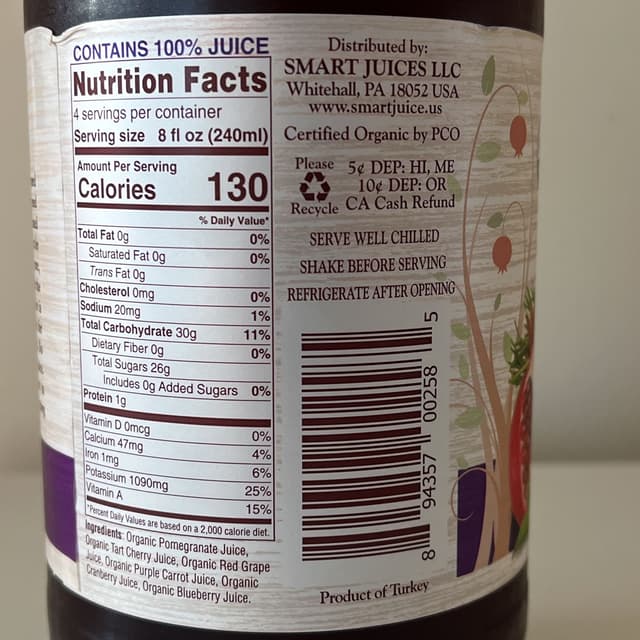 CONTAINS 100% JUICE
Nutrition Facts
4 servings per container
Serving size 8 fl oz (240ml)
Amount Per Serving
Calories 130
% Daily Value*
Total Fat 0g 0%
Saturated Fat 0g 0%
Trans Fat 0g
Cholesterol 0mg 0%
Sodium 20mg 1%
Total Carbohydrate 30g 11%
Dietary Fiber 0g 0%
Total Sugars 26g
Includes 0g Added Sugars 0%
Protein 1g
Vitamin D 0mcg 0%
Calcium 47mg 4%
Iron 1mg 6%
Potassium 1090mg 25%
Vitamin A 15%
*Percent Daily Values are based on a 2,000 calorie diet.
Ingredients: Organic Pomegranate Juice,
Organic Tart Cherry Juice, Organic Red Grape
Juice, Organic Purple Carrot Juice, Organic
Cranberry Juice, Organic Blueberry Juice.
Distributed by:
SMART JUICES LLC
Whitehall, PA 18052 USA
www.smartjuice.us
Certified Organic by PCO
Please
Recycle
5¢ DEP: HI, ME
10¢ DEP: OR
CA Cash Refund
SERVE WELL CHILLED
SHAKE BEFORE SERVING
REFRIGERATE AFTER OPENING
8 94357 00258 5
Product of Turkey